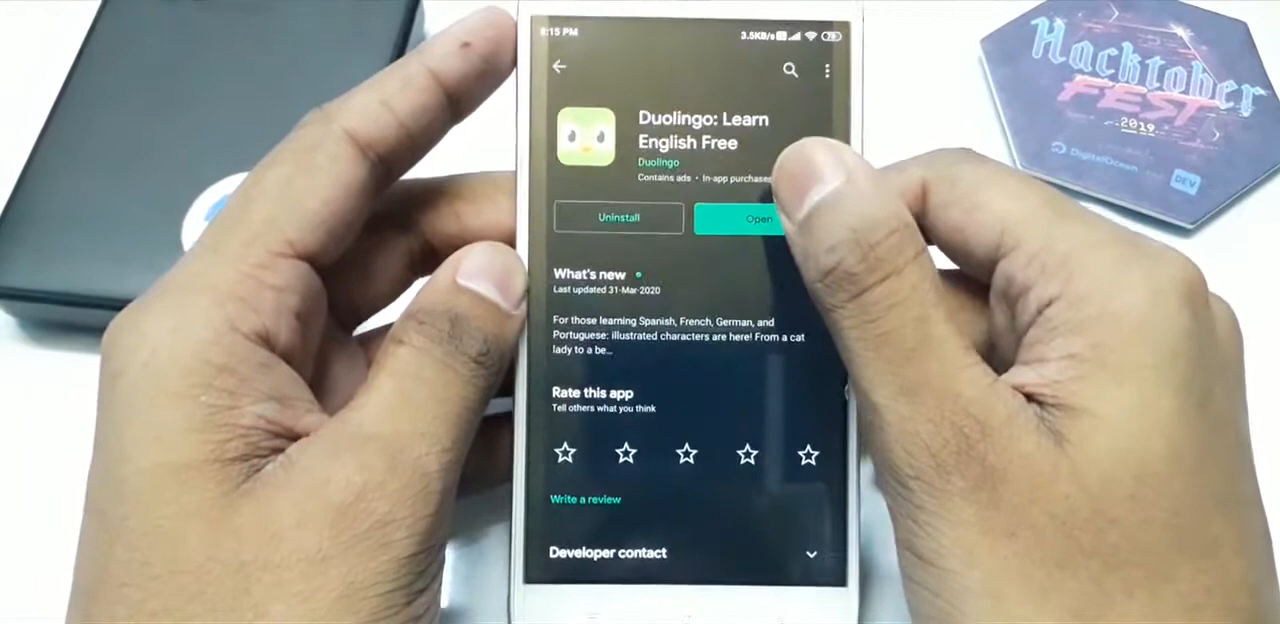 8:15 PM
3.5KB/s
78
Duolingo: Learn
English Free
Duolingo
Contains ads • In-app purchases
Uninstall
Open
What's new
Last updated 31-Mar-2020
For those learning Spanish, French, German, and
Portuguese: illustrated characters are here! From a cat
lady to a be...
Rate this app
Tell others what you think
Write a review
Developer contact
Hacktober
FEST
2019
DigitalOcean
DEV